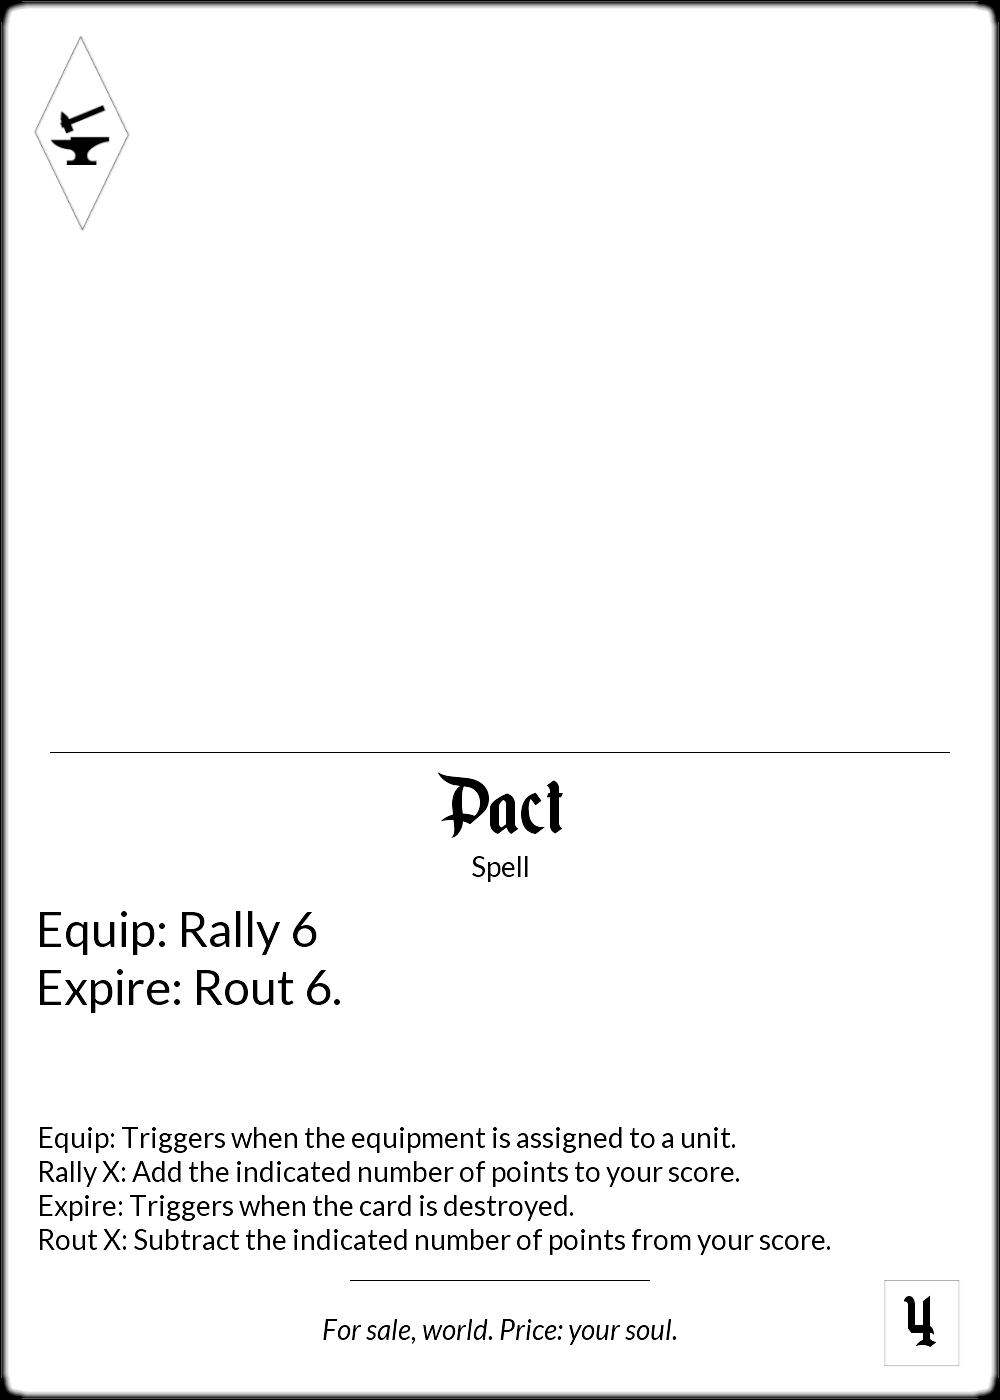 Pact
Spell
Equip: Rally 6
Expire: Rout 6.
Equip: Triggers when the equipment is assigned to a unit.
Rally X: Add the indicated number of points to your score.
Expire: Triggers when the card is destroyed.
Rout X: Subtract the indicated number of points from your score.
For sale, world. Price: your soul.
4